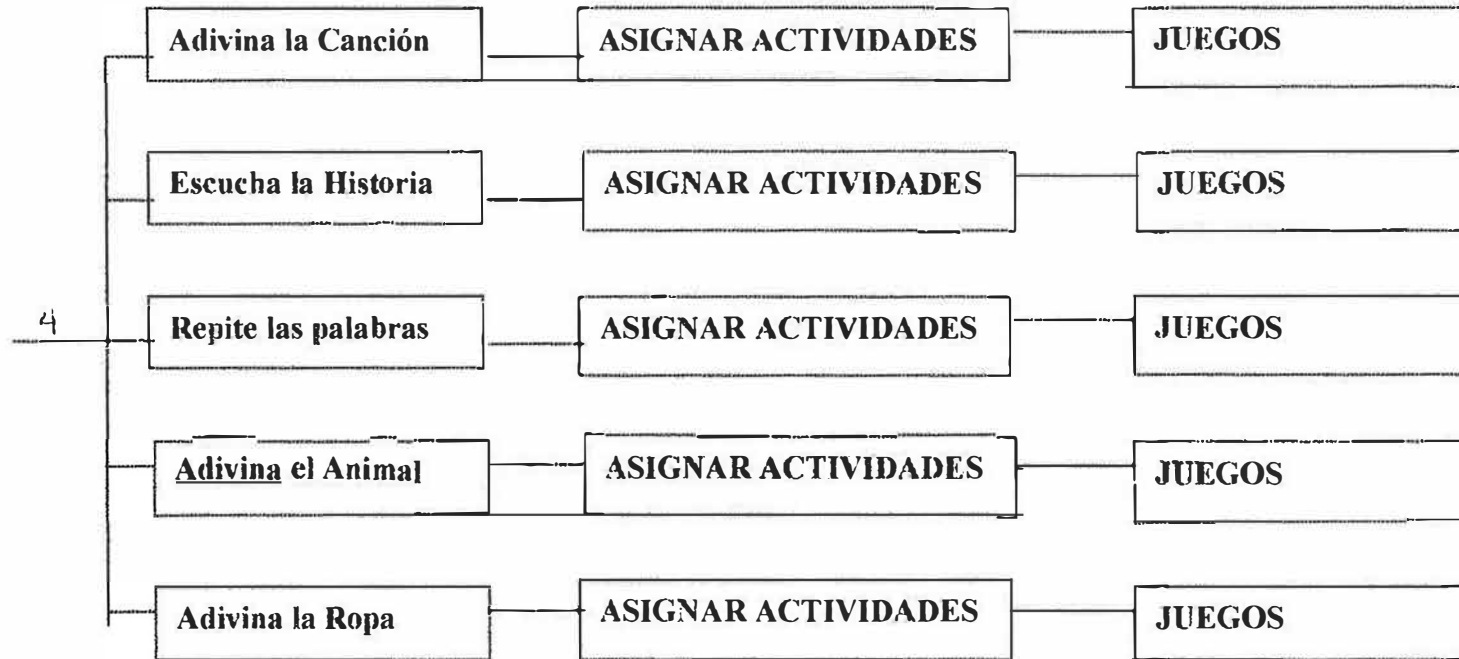 Adivina la Canción ASIGNAR ACTIVIDADES JUEGOS
Escucha la Historia ASIGNAR ACTIVIDADES JUEGOS
4
Repite las palabras ASIGNAR ACTIVIDADES JUEGOS
Adivina el Animal ASIGNAR ACTIVIDADES JUEGOS
Adivina la Ropa ASIGNAR ACTIVIDADES JUEGOS